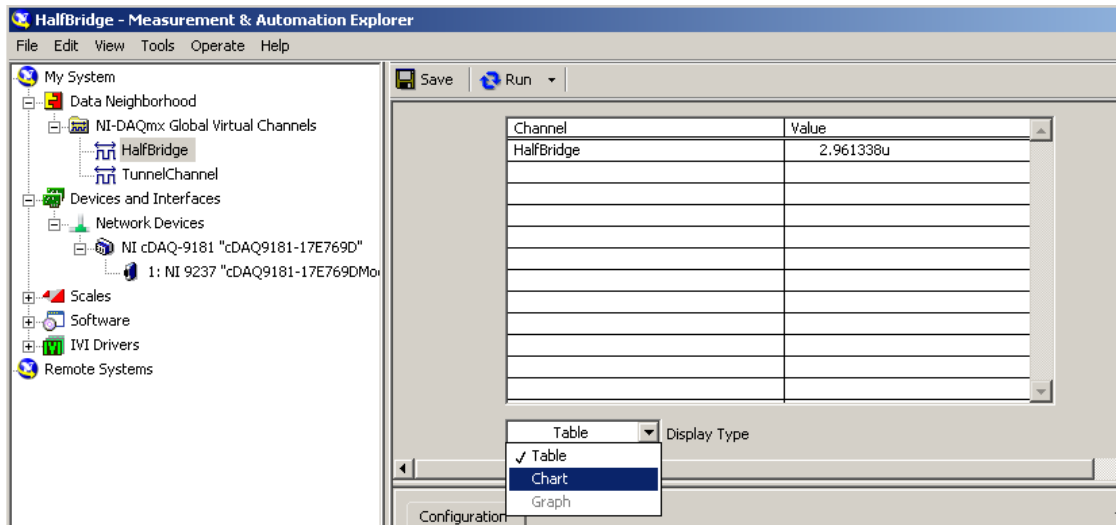 HalfBridge - Measurement & Automation Explorer
File Edit View Tools Operate Help
My System
Data Neighborhood
NI-DAQmx Global Virtual Channels
HalfBridge
TunnelChannel
Devices and Interfaces
Network Devices
NI cDAQ-9181 "cDAQ9181-17E769D"
1: NI 9237 "cDAQ9181-17E769DMo
Scales
Software
IVI Drivers
Remote Systems
Save Run
Channel Value
HalfBridge 2.961338u
Table Display Type
✓ Table
Chart
Graph
Configuration